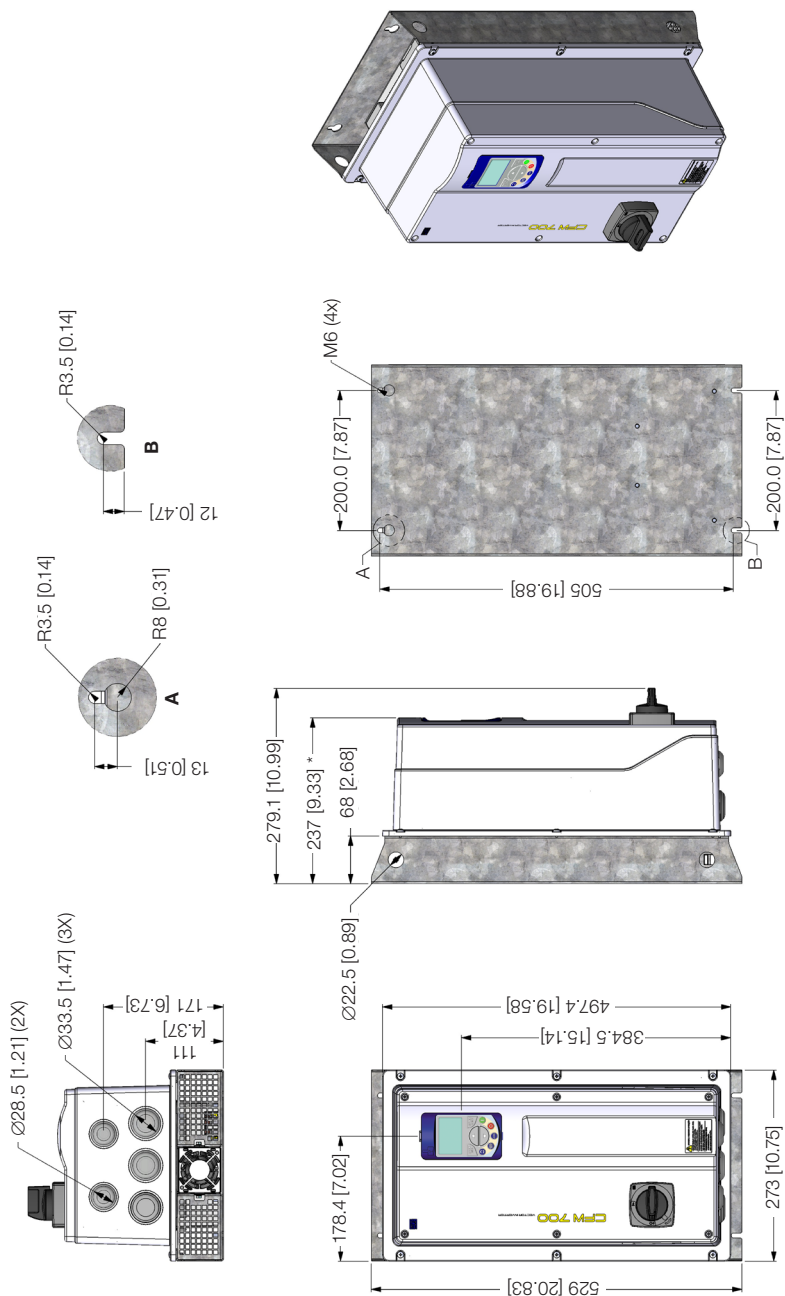 R3.5 [0.14]
12 [0.47]
B
M6 (4x)
200.0 [7.87]
A
505 [19.88]
B
200.0 [7.87]
CFW 700
R3.5 [0.14]
R8 [0.31]
13 [0.51]
A
279.1 [10.99]
237 [9.33] *
68 [2.68]
Ø22.5 [0.89]
Ø28.5 [1.21] (2X)
Ø33.5 [1.47] (3X)
171 [6.73]
111
[4.37]
497.4 [19.58]
384.5 [15.14]
178.4 [7.02]
CFW 700
VECTOR INVERTER
529 [20.83]
273 [10.75]